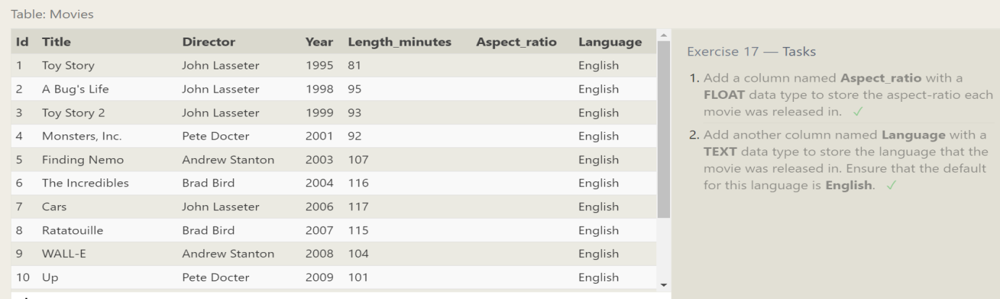 Table: Movies
Id Title Director Year Length_minutes Aspect_ratio Language
1 Toy Story John Lasseter 1995 81 English
2 A Bug's Life John Lasseter 1998 95 English
3 Toy Story 2 John Lasseter 1999 93 English
4 Monsters, Inc. Pete Docter 2001 92 English
5 Finding Nemo Andrew Stanton 2003 107 English
6 The Incredibles Brad Bird 2004 116 English
7 Cars John Lasseter 2006 117 English
8 Ratatouille Brad Bird 2007 115 English
9 WALL-E Andrew Stanton 2008 104 English
10 Up Pete Docter 2009 101 English
Exercise 17 — Tasks
1. Add a column named Aspect_ratio with a
FLOAT data type to store the aspect-ratio each
movie was released in. ✓
2. Add another column named Language with a
TEXT data type to store the language that the
movie was released in. Ensure that the default
for this language is English. ✓